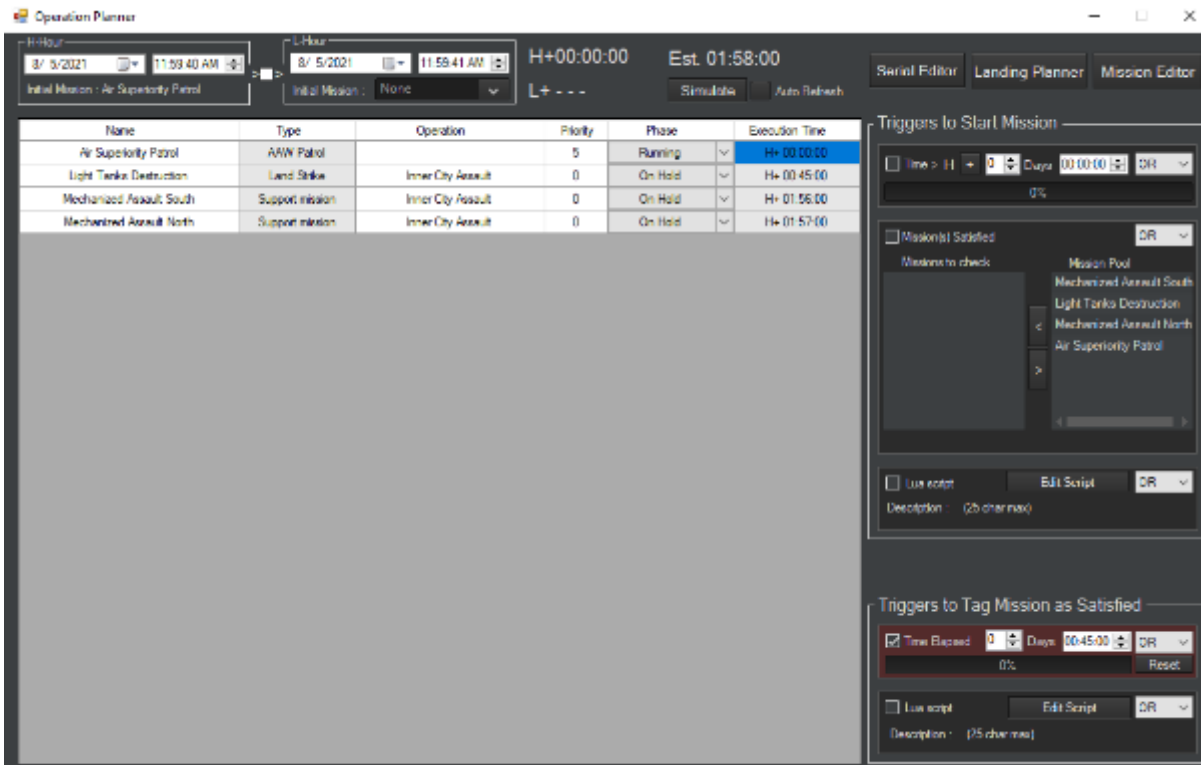 Operation Planner
H-Hour
8/ 5/2021 11:59:40 AM
Initial Mission : Air Superiority Patrol
> >
L-Hour
8/ 5/2021 11:59:41 AM
Initial Mission : None
H+00:00:00
L+ - - -
Est. 01:58:00
Simulate Auto Refresh
Serial Editor Landing Planner Mission Editor
Name Type Operation Priority Phase Execution Time
Air Superiority Patrol AAW Patrol 5 Running H+ 00:00:00
Light Tanks Destruction Land Strike Inner City Assault 0 On Hold H+ 00:45:00
Mechanized Assault South Support mission Inner City Assault 0 On Hold H+ 01:56:00
Mechanized Assault North Support mission Inner City Assault 0 On Hold H+ 01:57:00
Triggers to Start Mission
Time > H + 0 Days 00:00:00 OR
0%
Mission(s) Satisfied OR
Missions to check Mission Pool
Mechanized Assault South
Light Tanks Destruction
Mechanized Assault North
Air Superiority Patrol
<
>
Lua script Edit Script OR
Description : (25 char max)
Triggers to Tag Mission as Satisfied
Time Elapsed 0 Days 00:45:00 OR
0% Reset
Lua script Edit Script OR
Description : (25 char max)